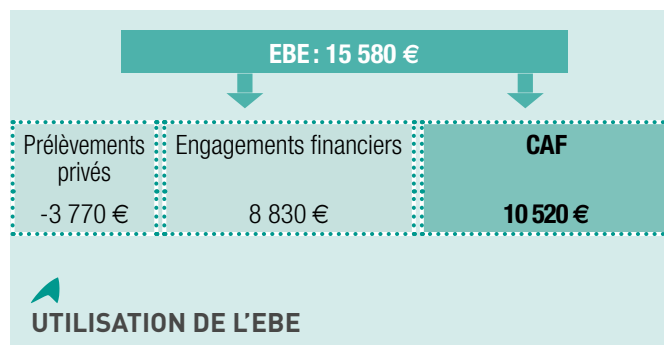 EBE : 15 580 €
Prélèvements privés
-3 770 €
Engagements financiers
8 830 €
CAF
10 520 €
UTILISATION DE L'EBE